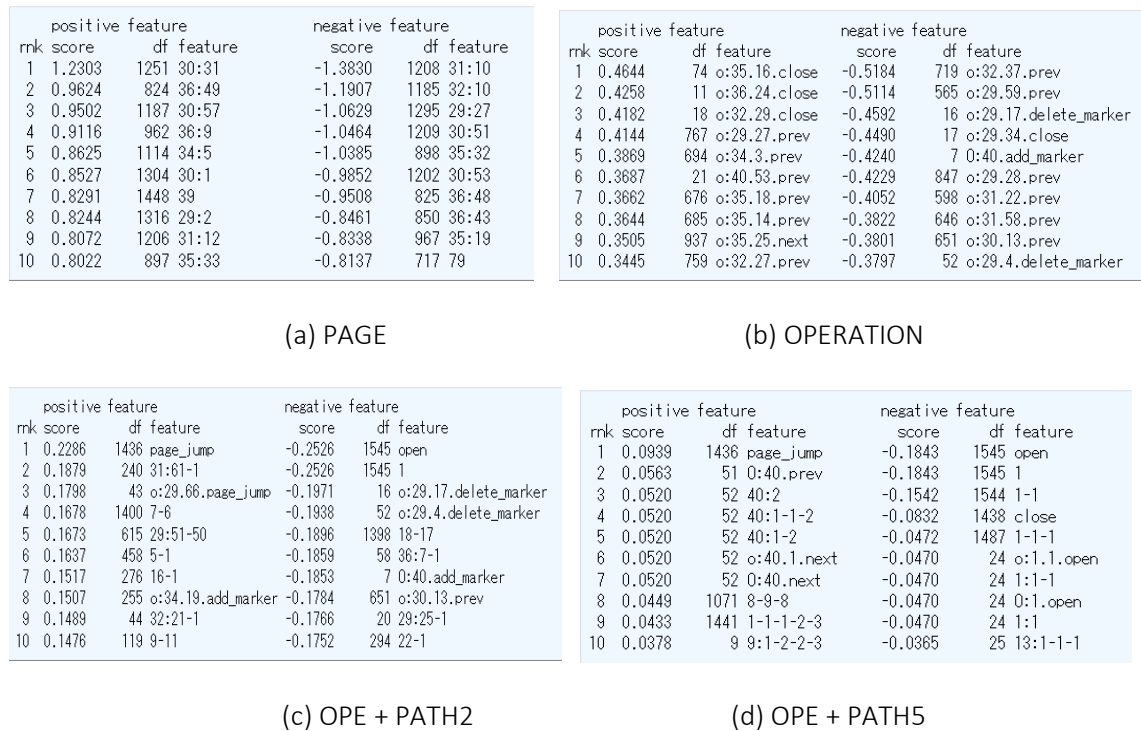 positive feature negative feature
rnk score df feature score df feature
1 1.2303 1251 30:31 -1.3830 1208 31:10
2 0.9624 824 36:49 -1.1907 1185 32:10
3 0.9502 1187 30:57 -1.0629 1295 29:27
4 0.9116 962 36:9 -1.0464 1209 30:51
5 0.8625 1114 34:5 -1.0385 898 35:32
6 0.8527 1304 30:1 -0.9852 1202 30:53
7 0.8291 1448 39 -0.9508 825 36:48
8 0.8244 1316 29:2 -0.8461 850 36:43
9 0.8072 1206 31:12 -0.8338 967 35:19
10 0.8022 897 35:33 -0.8137 717 79
(a) PAGE
positive feature negative feature
rnk score df feature score df feature
1 0.4644 74 o:35.16.close -0.5184 719 o:32.37.prev
2 0.4258 11 o:36.24.close -0.5114 565 o:29.59.prev
3 0.4182 18 o:32.29.close -0.4592 16 o:29.17.delete_marker
4 0.4144 767 o:29.27.prev -0.4490 17 o:29.34.close
5 0.3869 694 o:34.3.prev -0.4240 7 0:40.add_marker
6 0.3687 21 o:40.53.prev -0.4229 847 o:29.28.prev
7 0.3662 676 o:35.18.prev -0.4052 598 o:31.22.prev
8 0.3644 685 o:35.14.prev -0.3822 646 o:31.58.prev
9 0.3505 937 o:35.25.next -0.3801 651 o:30.13.prev
10 0.3445 759 o:32.27.prev -0.3797 52 o:29.4.delete_marker
(b) OPERATION
positive feature negative feature
rnk score df feature score df feature
1 0.2286 1436 page_jump -0.2526 1545 open
2 0.1879 240 31:61-1 -0.2526 1545 1
3 0.1798 43 o:29.66.page_jump -0.1971 16 o:29.17.delete_marker
4 0.1678 1400 7-6 -0.1938 52 o:29.4.delete_marker
5 0.1673 615 29:51-50 -0.1896 1398 18-17
6 0.1637 458 5-1 -0.1859 58 36:7-1
7 0.1517 276 16-1 -0.1853 7 0:40.add_marker
8 0.1507 255 o:34.19.add_marker -0.1784 651 o:30.13.prev
9 0.1489 44 32:21-1 -0.1766 20 29:25-1
10 0.1476 119 9-11 -0.1752 294 22-1
(c) OPE + PATH2
positive feature negative feature
rnk score df feature score df feature
1 0.0939 1436 page_jump -0.1843 1545 open
2 0.0563 51 0:40.prev -0.1843 1545 1
3 0.0520 52 40:2 -0.1542 1544 1-1
4 0.0520 52 40:1-1-2 -0.0832 1438 close
5 0.0520 52 40:1-2 -0.0472 1487 1-1-1
6 0.0520 52 o:40.1.next -0.0470 24 o:1.1.open
7 0.0520 52 0:40.next -0.0470 24 1:1-1
8 0.0449 1071 8-9-8 -0.0470 24 0:1.open
9 0.0433 1441 1-1-1-2-3 -0.0470 24 1:1
10 0.0378 9 9:1-2-2-3 -0.0365 25 13:1-1-1
(d) OPE + PATH5